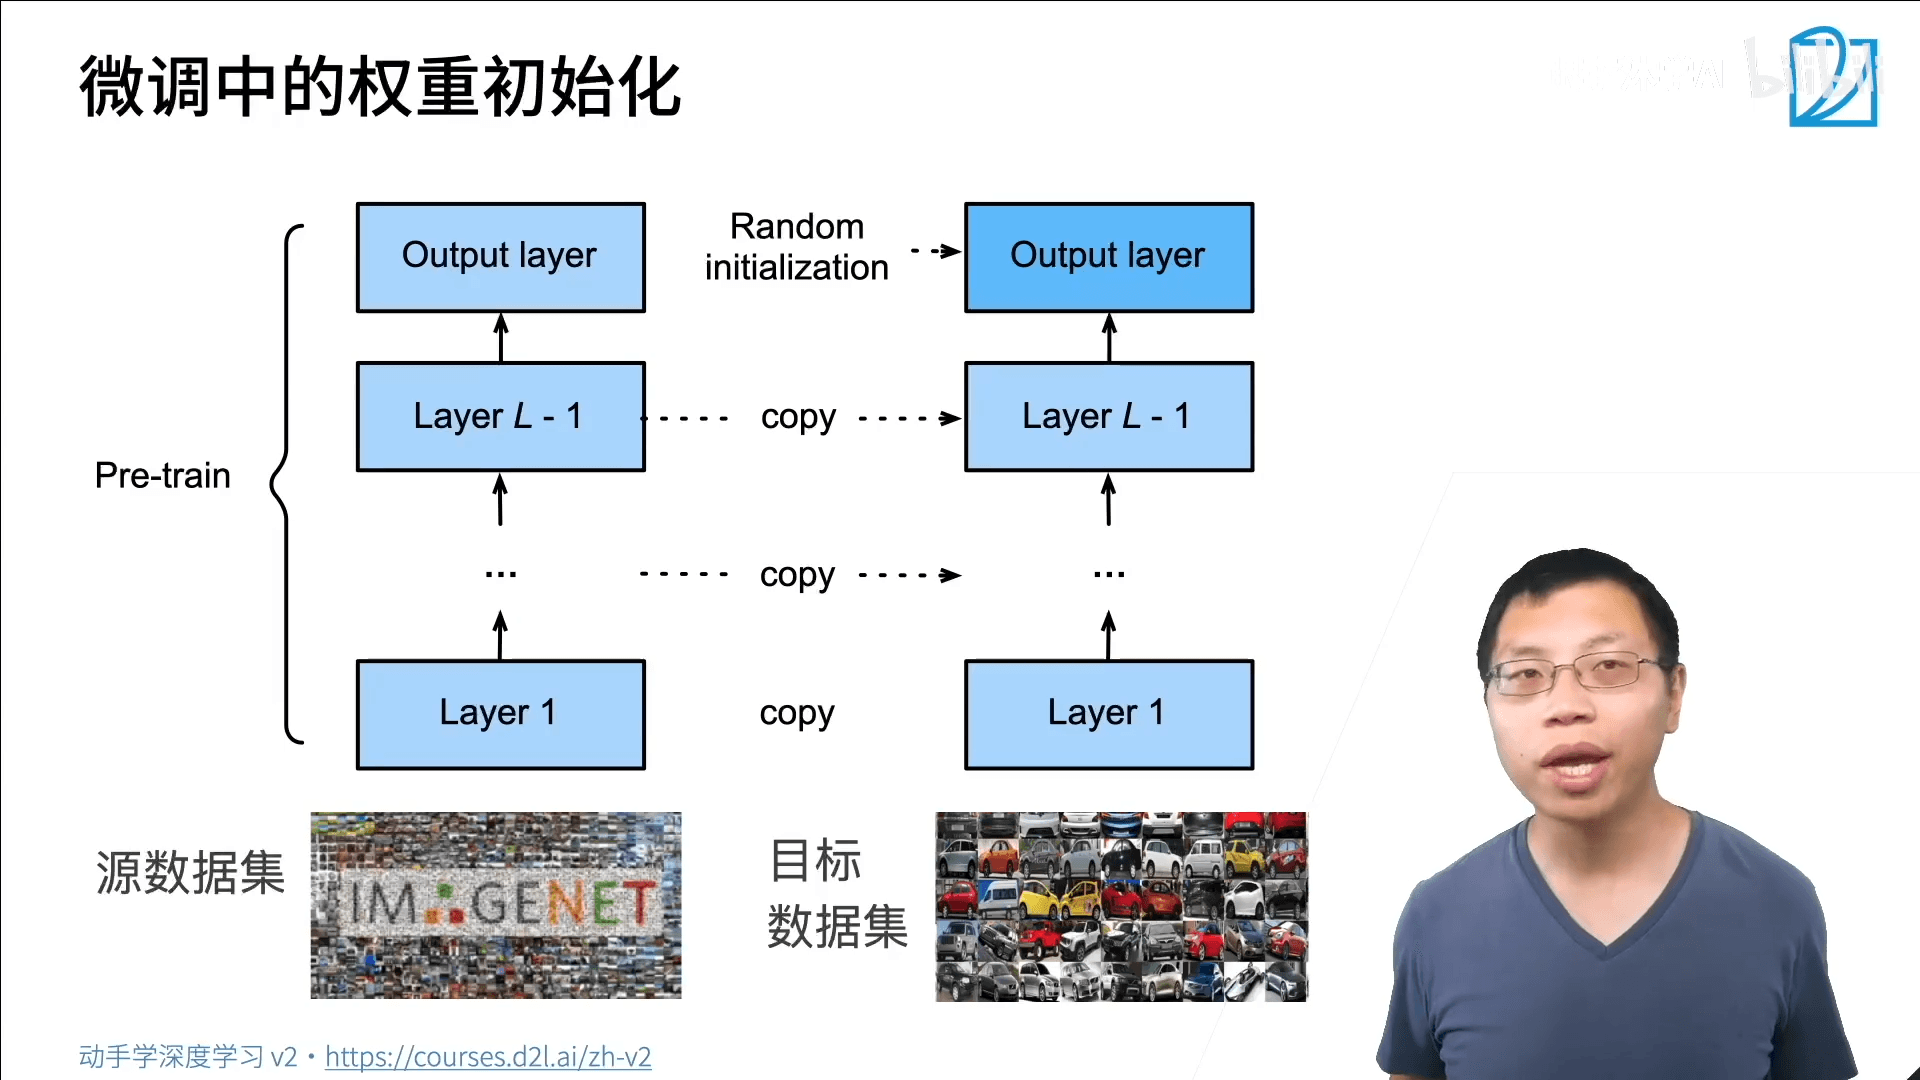 微调中的权重初始化
bilibili
Output layer
Random
initialization
Output layer
Layer L - 1
copy
Layer L - 1
Pre-train
...
copy
...
Layer 1
copy
Layer 1
源数据集
IMAGENET
目标
数据集
动手学深度学习 v2 • https://courses.d2l.ai/zh-v2